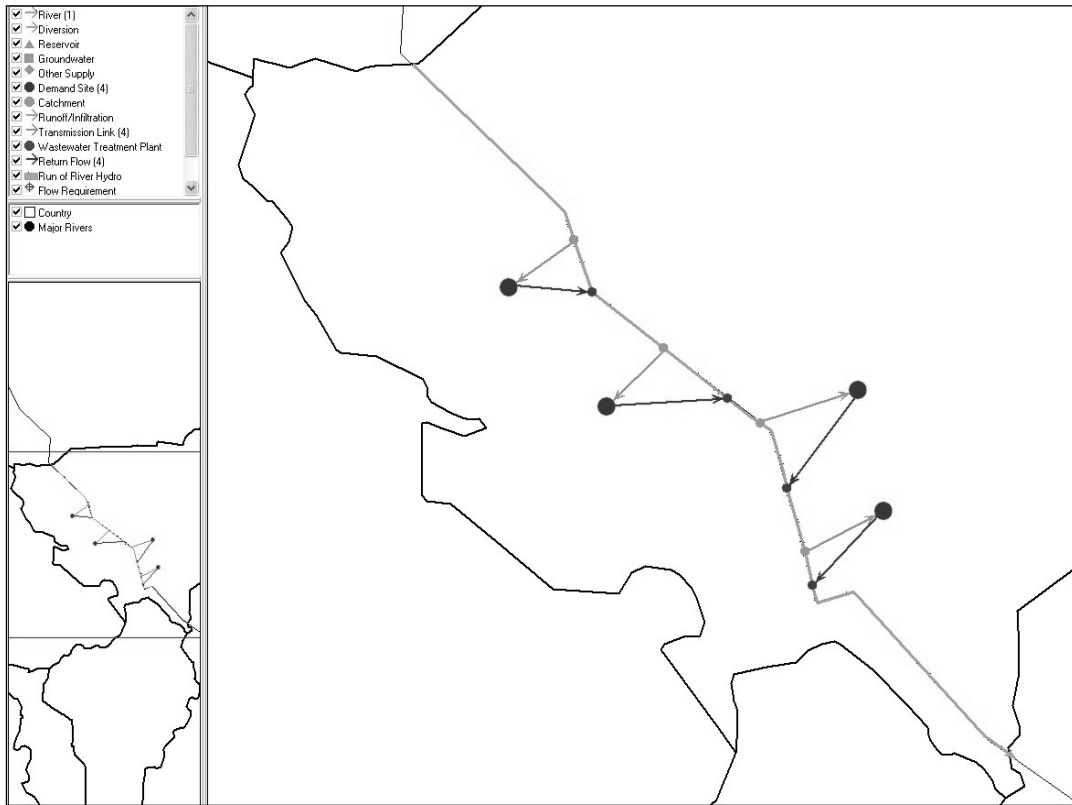 River (1)
Diversion
Reservoir
Groundwater
Other Supply
Demand Site (4)
Catchment
Runoff/Infiltration
Transmission Link (4)
Wastewater Treatment Plant
Return Flow (4)
Run of River Hydro
Flow Requirement
Country
Major Rivers